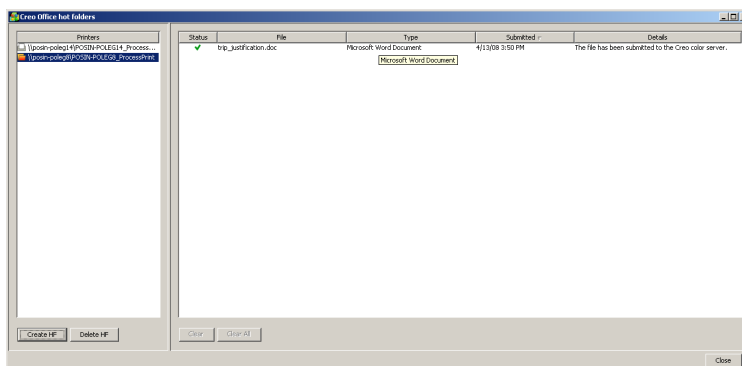 Creo Office hot folders
Printers
\\posin-poleg14\POSIN-POLEG14_Process...
\\posin-poleg8\POSIN-POLEG8_ProcessPrint
Status File Type Submitted Details
trip_justification.doc Microsoft Word Document 4/13/08 3:50 PM The file has been submitted to the Creo color server.
Microsoft Word Document
Create HF Delete HF Clear Clear All
Close